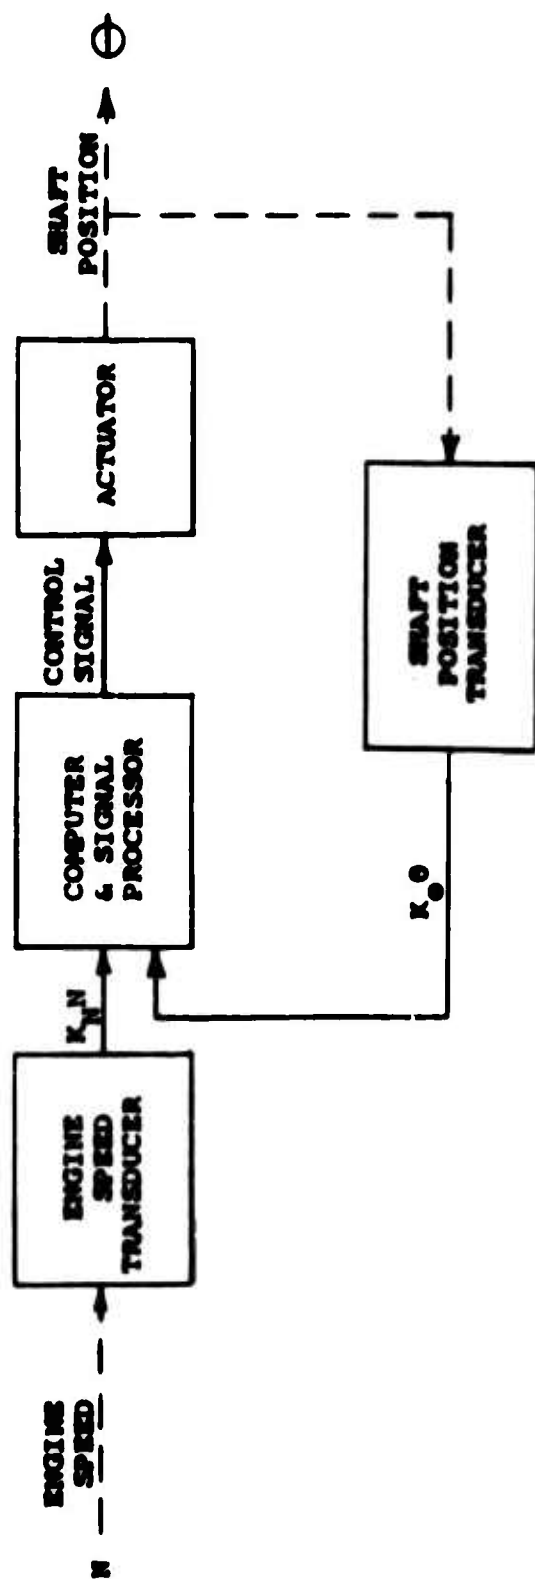 N
ENGINE
SPEED
ENGINE
SPEED
TRANSDUCER
K_N N
COMPUTER
& SIGNAL
PROCESSOR
CONTROL
SIGNAL
ACTUATOR
SHAFT
POSITION
Θ
K_Θ Θ
SHAFT
POSITION
TRANSDUCER